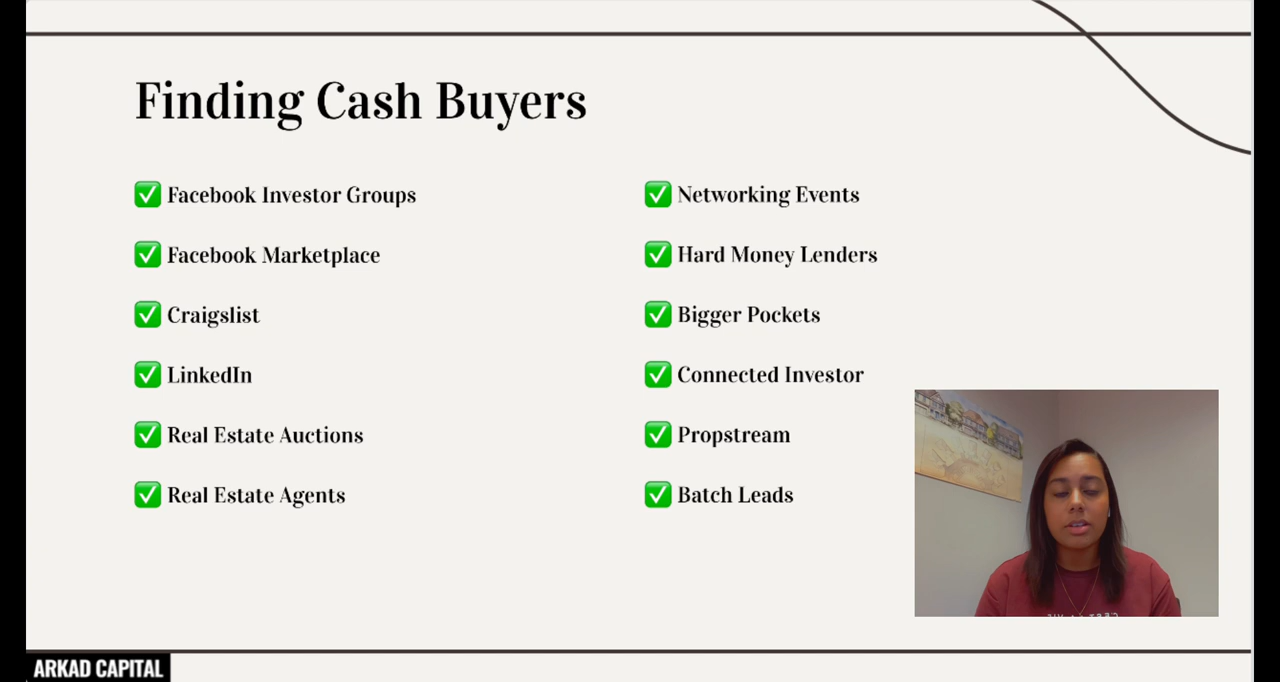 Finding Cash Buyers
✅ Facebook Investor Groups
✅ Facebook Marketplace
✅ Craigslist
✅ LinkedIn
✅ Real Estate Auctions
✅ Real Estate Agents
✅ Networking Events
✅ Hard Money Lenders
✅ Bigger Pockets
✅ Connected Investor
✅ Propstream
✅ Batch Leads
ARKAD CAPITAL